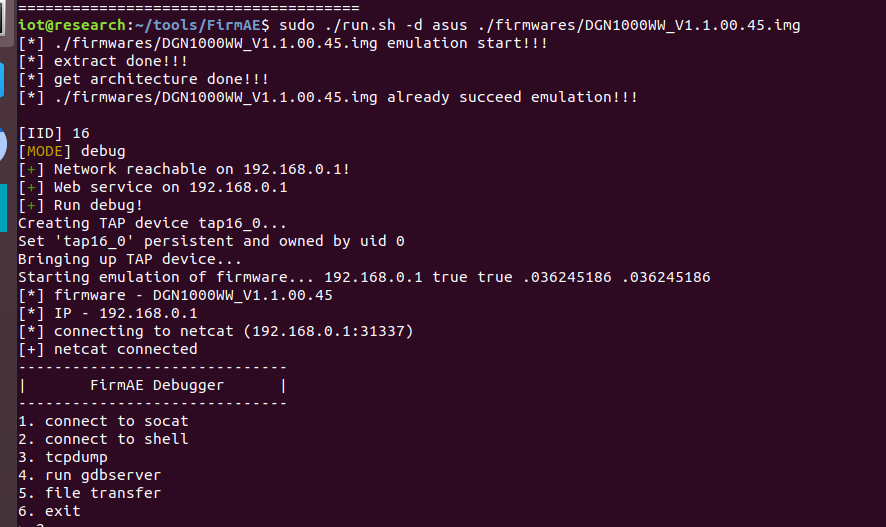 ======================================
iot@research:~/tools/FirmAE$ sudo ./run.sh -d asus ./firmwares/DGN1000WW_V1.1.00.45.img
[*] ./firmwares/DGN1000WW_V1.1.00.45.img emulation start!!!
[*] extract done!!!
[*] get architecture done!!!
[*] ./firmwares/DGN1000WW_V1.1.00.45.img already succeed emulation!!!
[IID] 16
[MODE] debug
[+] Network reachable on 192.168.0.1!
[+] Web service on 192.168.0.1
[+] Run debug!
Creating TAP device tap16_0...
Set 'tap16_0' persistent and owned by uid 0
Bringing up TAP device...
Starting emulation of firmware... 192.168.0.1 true true .036245186 .036245186
[*] firmware - DGN1000WW_V1.1.00.45
[*] IP - 192.168.0.1
[*] connecting to netcat (192.168.0.1:31337)
[+] netcat connected
------------------------------
|       FirmAE Debugger      |
------------------------------
1. connect to socat
2. connect to shell
3. tcpdump
4. run gdbserver
5. file transfer
6. exit